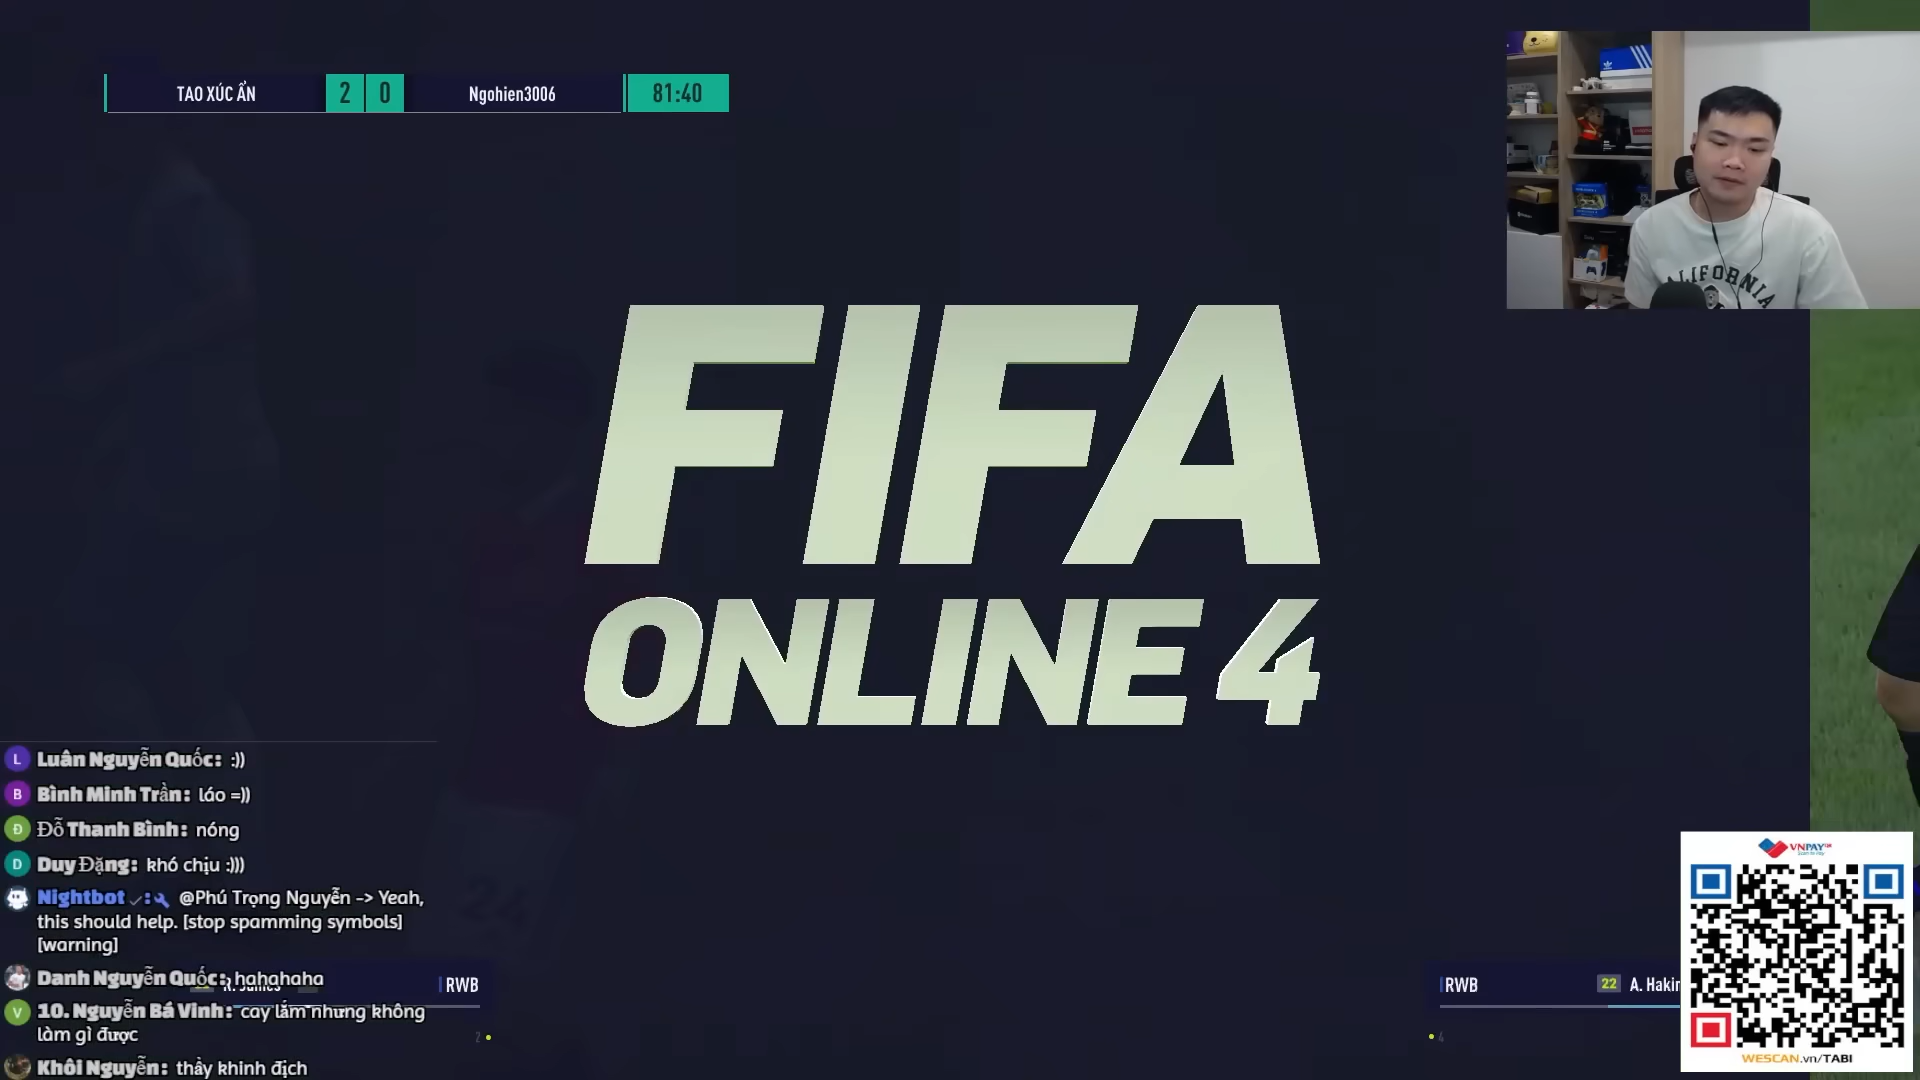 TAO XÚC ẨN 2 0 Ngohien3006 81:40
FIFA
ONLINE 4
L Luân Nguyễn Quốc: :))
B Bình Minh Trần: láo =))
Đ Đỗ Thanh Bình: nóng
D Duy Đặng: khó chịu :)))
Nightbot: @Phú Trọng Nguyễn -> Yeah,
this should help. [stop spamming symbols]
[warning]
Danh Nguyễn Quốc: hahahaha
RWB
V 10. Nguyễn Bá Vinh: cay lắm nhưng không
làm gì được
Khôi Nguyễn: thầy khinh địch
RWB 22 A. Hakim
VNPAY
WESCAN.vn/TABI
24